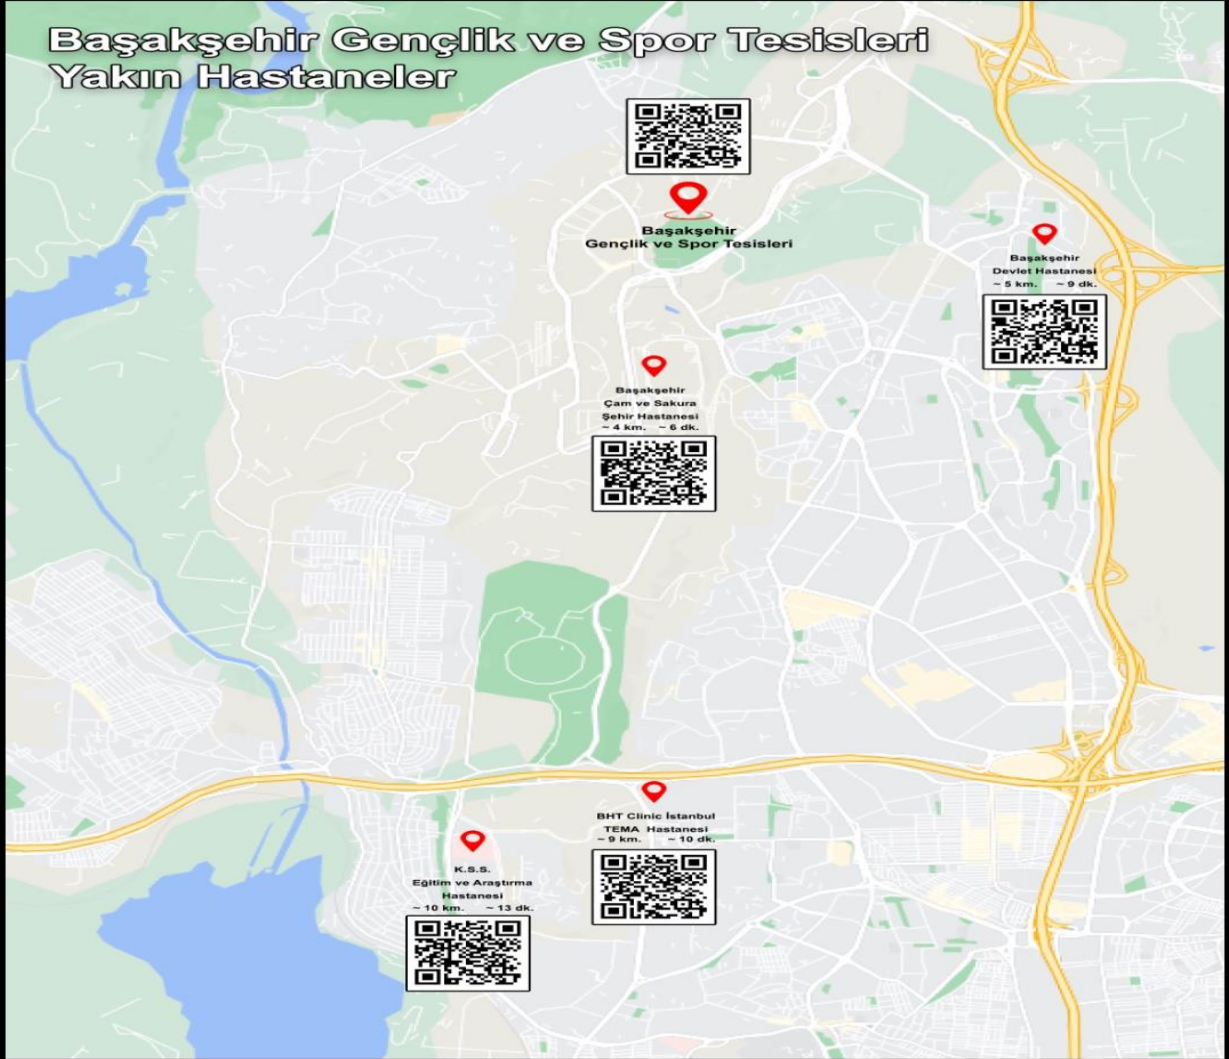 Başakşehir Gençlik ve Spor Tesisleri
Yakın Hastaneler
Başakşehir
Gençlik ve Spor Tesisleri
Başakşehir
Devlet Hastanesi
~ 5 km. ~ 9 dk.
Başakşehir
Çam ve Sakura
Şehir Hastanesi
~ 4 km. ~ 6 dk.
BHT Clinic İstanbul
TEMA Hastanesi
~ 9 km. ~ 10 dk.
K.S.S.
Eğitim ve Araştırma
Hastanesi
~ 10 km. ~ 13 dk.